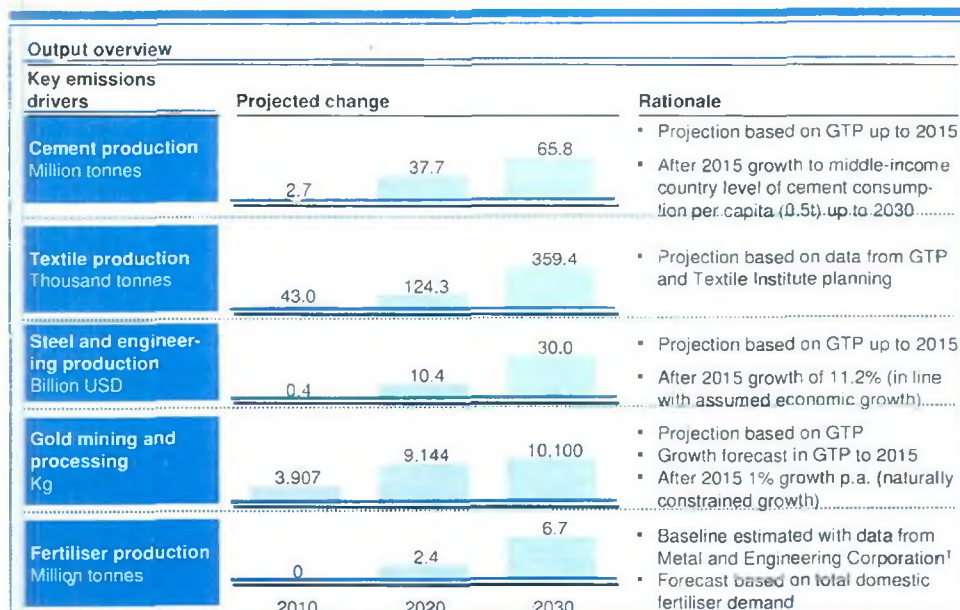 Output overview
Key emissions
drivers
Projected change
Rationale
Cement production
Million tonnes
2.7
37.7
65.8
▪ Projection based on GTP up to 2015
▪ After 2015 growth to middle-income
country level of cement consump-
tion per capita (0.5t) up to 2030
Textile production
Thousand tonnes
43.0
124.3
359.4
▪ Projection based on data from GTP
and Textile Institute planning
Steel and engineer-
ing production
Billion USD
0.4
10.4
30.0
▪ Projection based on GTP up to 2015
▪ After 2015 growth of 11.2% (in line
with assumed economic growth)
Gold mining and
processing
Kg
3.907
9.144
10,100
▪ Projection based on GTP
▪ Growth forecast in GTP to 2015
▪ After 2015 1% growth p.a. (naturally
constrained growth)
Fertiliser production
Million tonnes
0
2.4
6.7
▪ Baseline estimated with data from
Metal and Engineering Corporation¹
▪ Forecast based on total domestic
fertiliser demand
2010
2020
2030